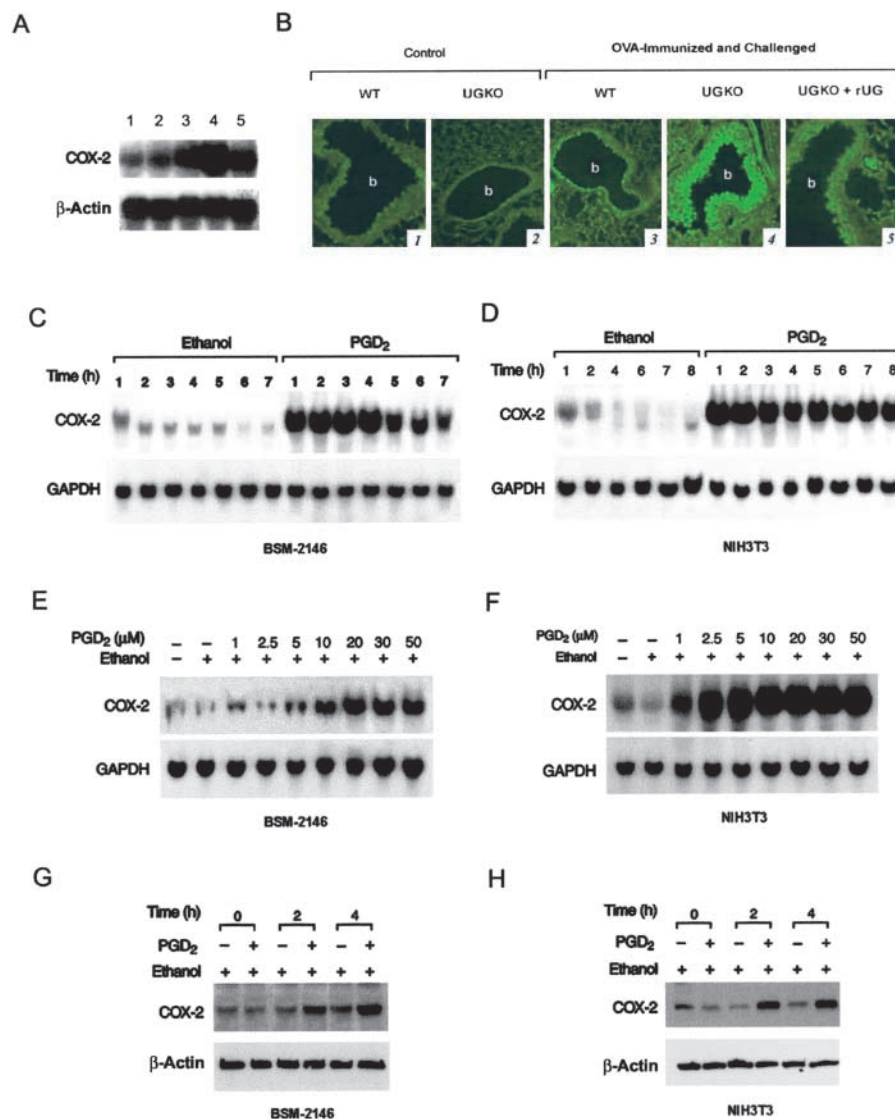 A
1 2 3 4 5
COX-2
β-Actin
B
Control
OVA-Immunized and Challenged
WT
UGKO
WT
UGKO
UGKO + rUG
b
b
b
b
b
1
2
3
4
5
C
Ethanol
PGD2
Time (h)
1 2 3 4 5 6 7 1 2 3 4 5 6 7
COX-2
GAPDH
BSM-2146
D
Ethanol
PGD2
Time (h)
1 2 4 6 7 8 1 2 3 4 5 6 7 8
COX-2
GAPDH
NIH3T3
E
PGD2 (μM) – – 1 2.5 5 10 20 30 50
Ethanol – + + + + + + + +
COX-2
GAPDH
BSM-2146
F
PGD2 (μM) – – 1 2.5 5 10 20 30 50
Ethanol – + + + + + + + +
COX-2
GAPDH
NIH3T3
G
Time (h) 0 2 4
PGD2 – + – + – +
Ethanol + + + + + +
COX-2
β-Actin
BSM-2146
H
Time (h) 0 2 4
PGD2 – + – + – +
Ethanol + + + + + +
COX-2
β-Actin
NIH3T3